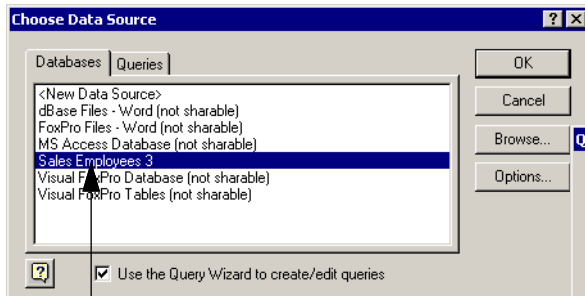 Choose Data Source
Databases Queries
<New Data Source>
dBase Files - Word (not sharable)
FoxPro Files - Word (not sharable)
MS Access Database (not sharable)
Sales Employees 3
Visual FoxPro Database (not sharable)
Visual FoxPro Tables (not sharable)
OK
Cancel
Browse...
Options...
Use the Query Wizard to create/edit queries